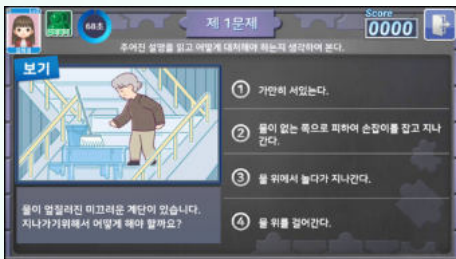 68초
제 1문제
Score
0000
주어진 설명을 읽고 어떻게 대처해야 하는지 생각하여 본다.
보기
① 가만히 서있는다.
② 물이 없는 쪽으로 피하여 손잡이를 잡고 지나
간다.
③ 물 위에서 놀다가 지나간다.
④ 물 위를 걸어간다.
물이 엎질러진 미끄러운 계단이 있습니다.
지나가기위해서 어떻게 해야 할까요?